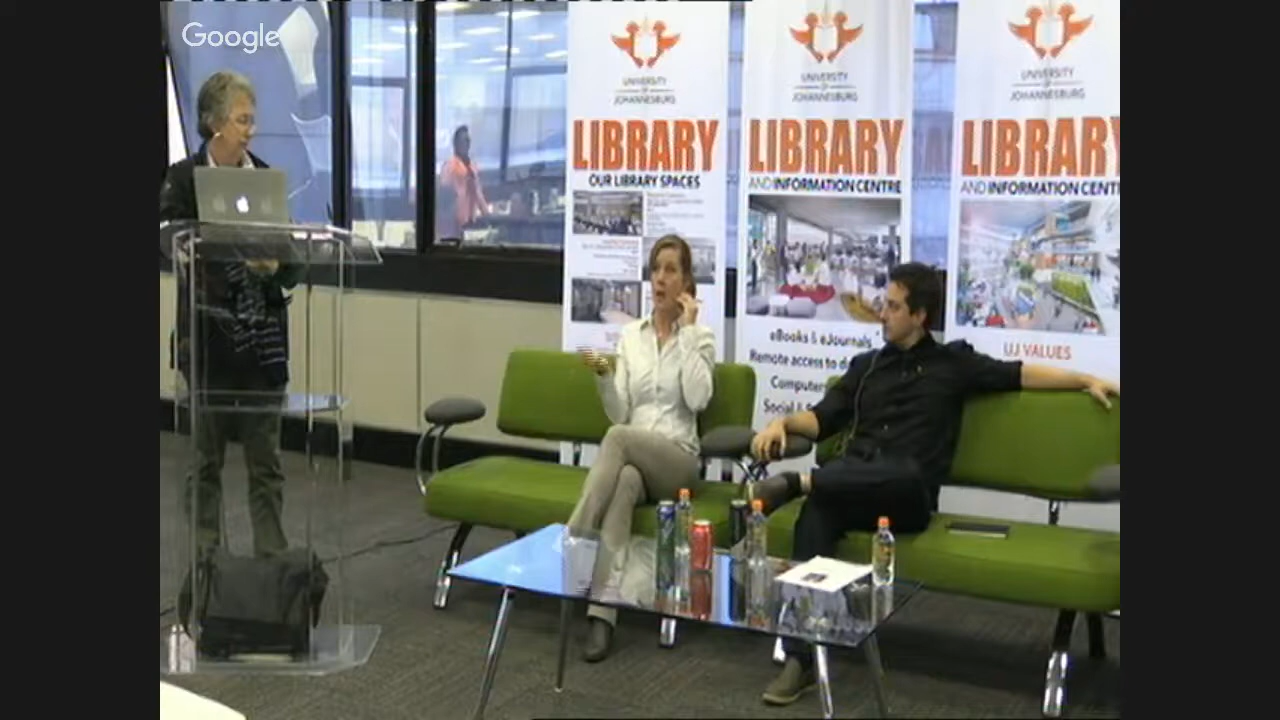 Google
UNIVERSITY
OF
JOHANNESBURG
LIBRARY
OUR LIBRARY SPACES
UNIVERSITY
OF
JOHANNESBURG
LIBRARY
AND INFORMATION CENTRE
eBooks & eJournals
Remote access to d
Computer
Social &
UNIVERSITY
OF
JOHANNESBURG
LIBRARY
AND INFORMATION CENT
UJ VALUES